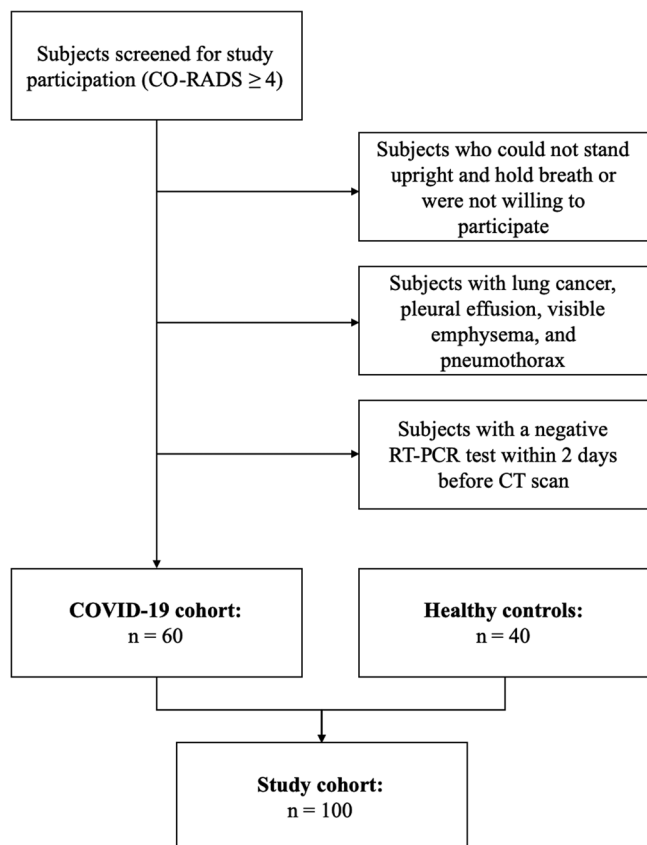 Subjects screened for study
participation (CO-RADS ≥ 4)
Subjects who could not stand
upright and hold breath or
were not willing to
participate
Subjects with lung cancer,
pleural effusion, visible
emphysema, and
pneumothorax
Subjects with a negative
RT-PCR test within 2 days
before CT scan
COVID-19 cohort:
n = 60
Healthy controls:
n = 40
Study cohort:
n = 100